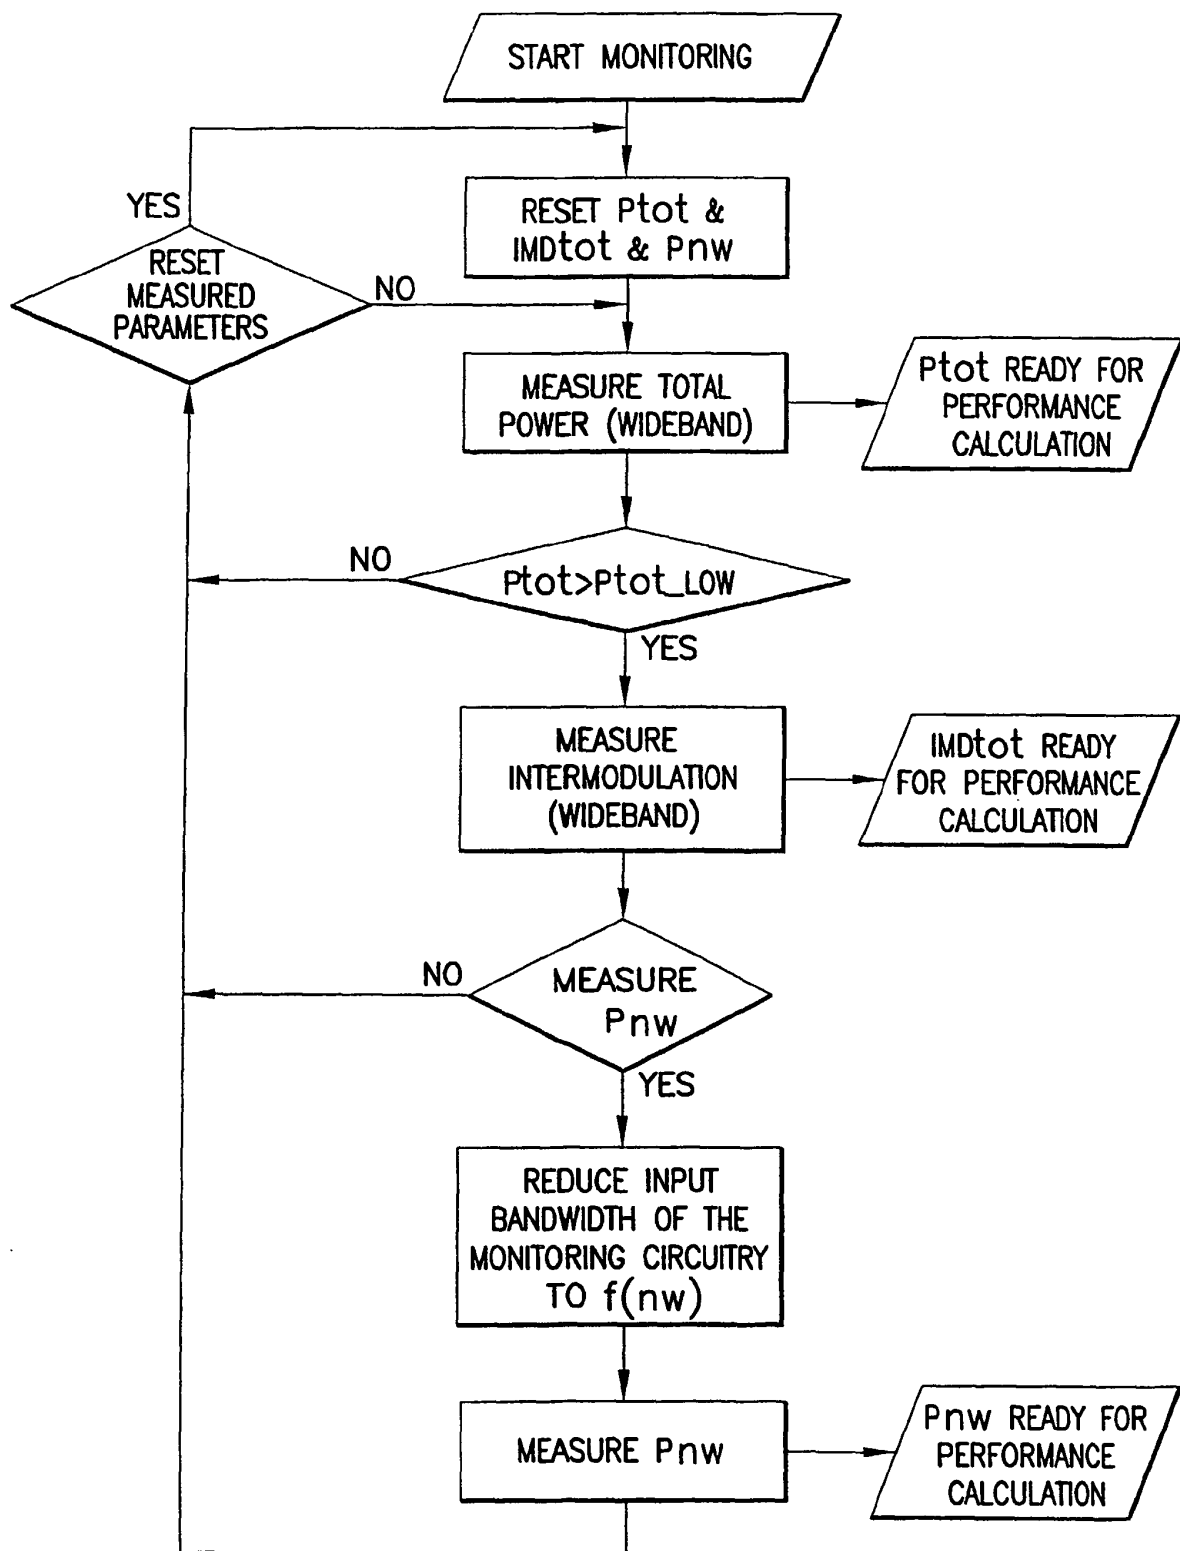 START MONITORING
YES
RESET Ptot &
IMDtot & Pnw
RESET
MEASURED
PARAMETERS
NO
MEASURE TOTAL
POWER (WIDEBAND)
Ptot READY FOR
PERFORMANCE
CALCULATION
NO
Ptot>Ptot_LOW
YES
MEASURE
INTERMODULATION
(WIDEBAND)
IMDtot READY
FOR PERFORMANCE
CALCULATION
NO
MEASURE
Pnw
YES
REDUCE INPUT
BANDWIDTH OF THE
MONITORING CIRCUITRY
TO f(nw)
MEASURE Pnw
Pnw READY FOR
PERFORMANCE
CALCULATION